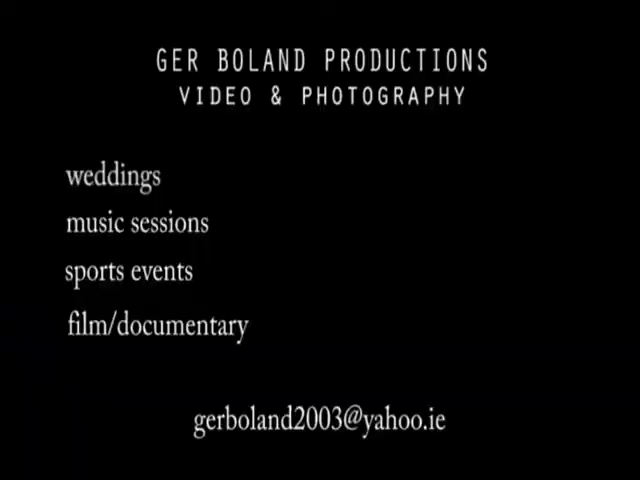 GER BOLAND PRODUCTIONS
VIDEO & PHOTOGRAPHY
weddings
music sessions
sports events
film/documentary
gerboland2003@yahoo.ie